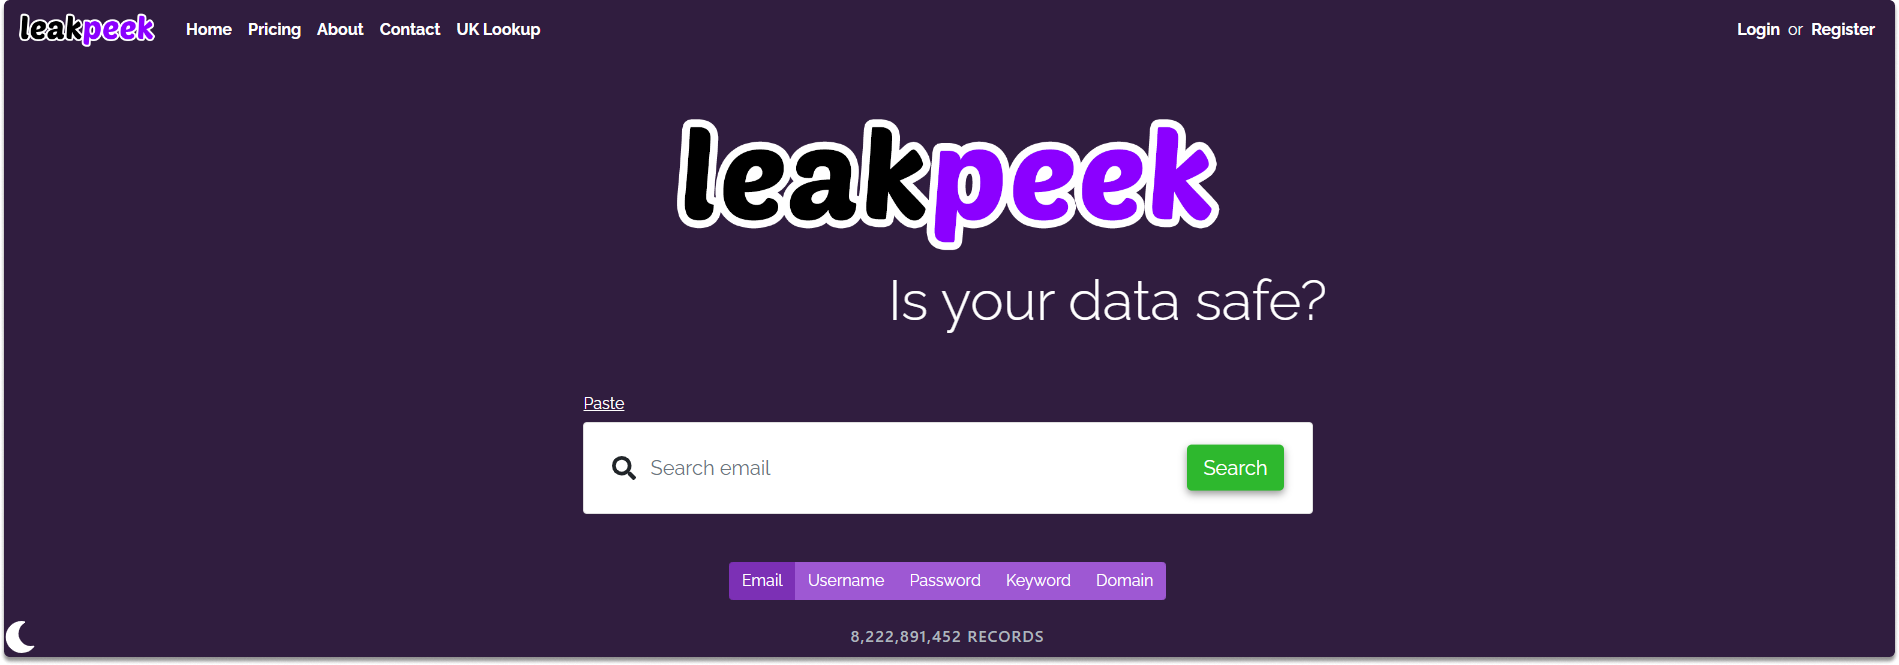 leakpeek Home Pricing About Contact UK Lookup Login or Register
leakpeek
Is your data safe?
Paste
Search email Search
Email Username Password Keyword Domain
8,222,891,452 RECORDS